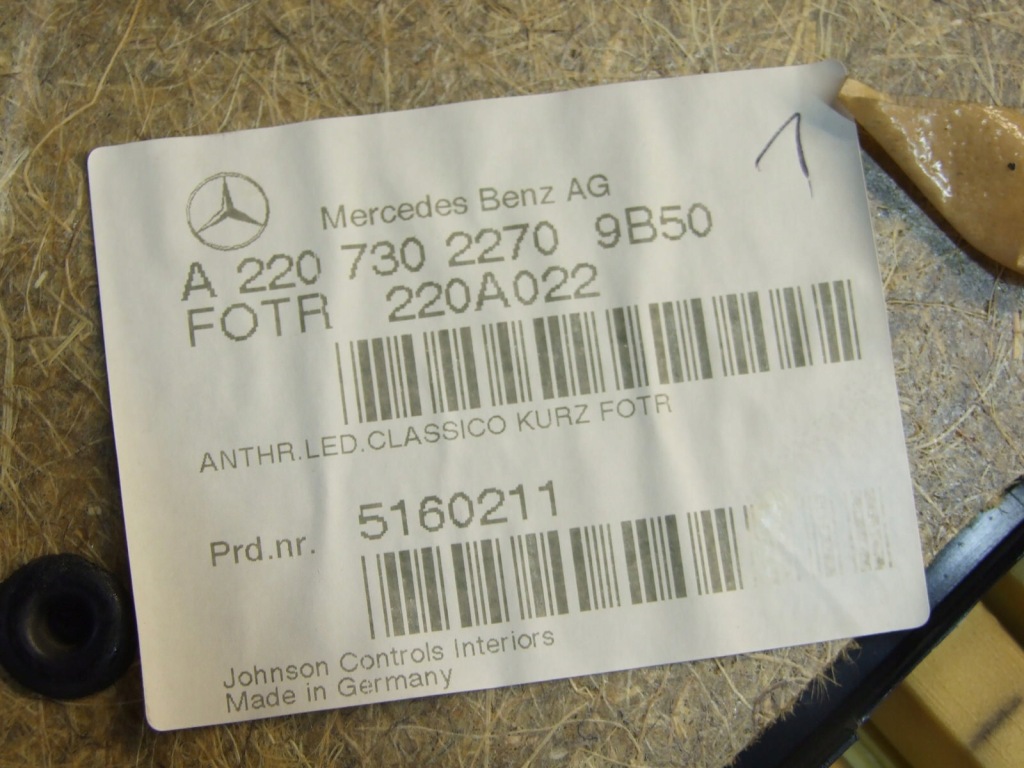 1
Mercedes Benz AG
A 220 730 2270 9B50
FOTR 220A022
ANTHR.LED.CLASSICO KURZ FOTR
Prd.nr. 5160211
Johnson Controls Interiors
Made in Germany